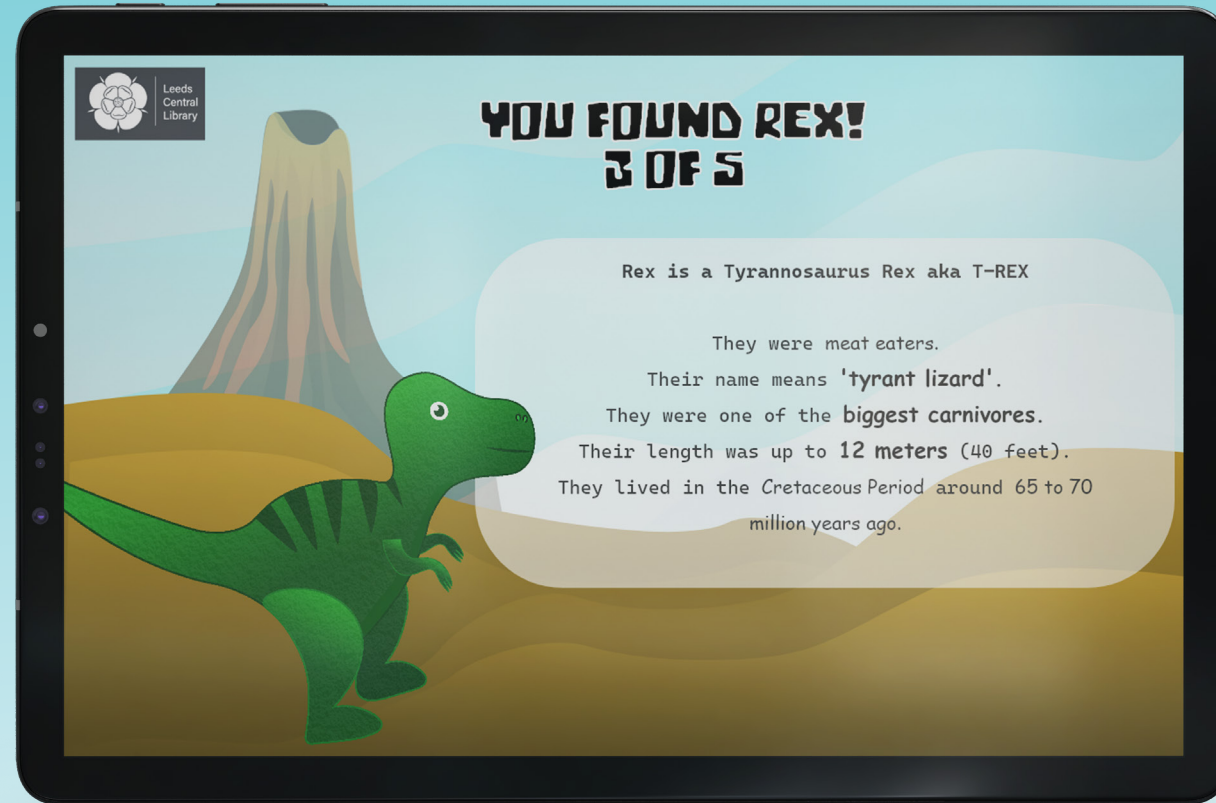 Leeds
Central
Library
YOU FOUND REX!
3 OF 5
Rex is a Tyrannosaurus Rex aka T-REX
They were meat eaters.
Their name means 'tyrant lizard'.
They were one of the biggest carnivores.
Their length was up to 12 meters (40 feet).
They lived in the Cretaceous Period around 65 to 70
million years ago.